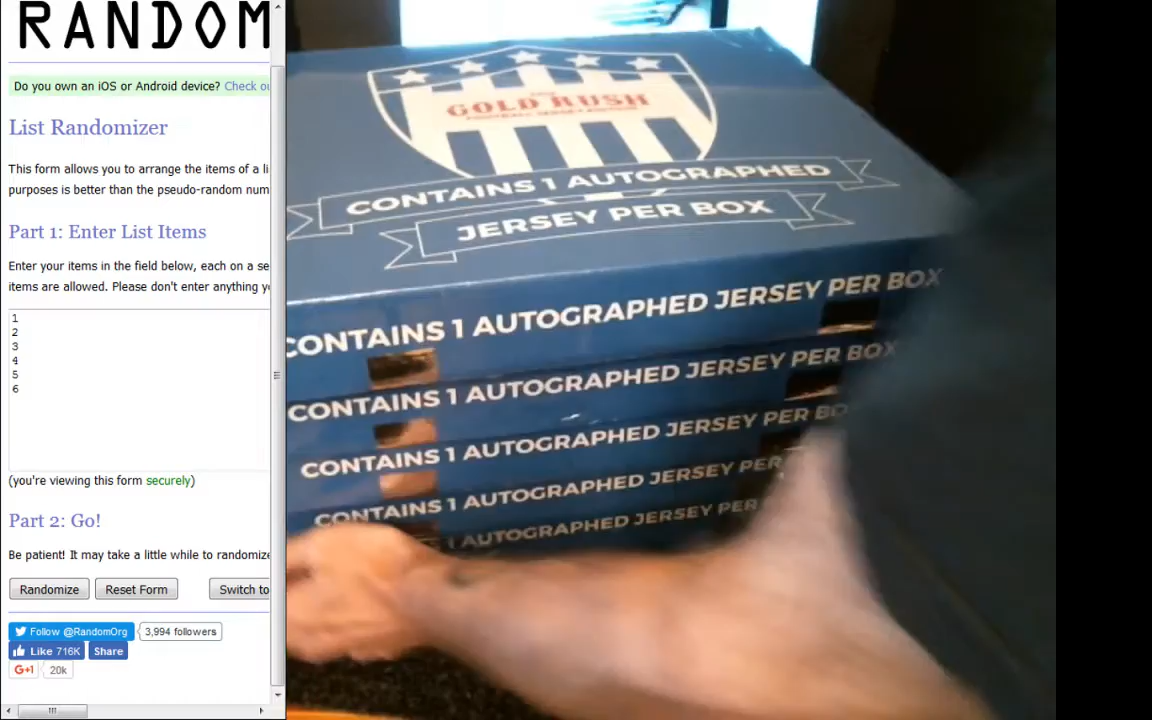 RANDOM
Do you own an iOS or Android device? Check ou
List Randomizer
This form allows you to arrange the items of a li
purposes is better than the pseudo-random num
Part 1: Enter List Items
Enter your items in the field below, each on a se
items are allowed. Please don't enter anything
1
2
3
4
5
6
(you're viewing this form securely)
Part 2: Go!
Be patient! It may take a little while to randomize
Randomize
Reset Form
Switch to
Follow @RandomOrg
3,994 followers
Like 716K
Share
G+1
20k
GOLD RUSH
CONTAINS 1 AUTOGRAPHED
JERSEY PER BOX
CONTAINS 1 AUTOGRAPHED JERSEY PER BOX
CONTAINS 1 AUTOGRAPHED JERSEY PER BOX
CONTAINS 1 AUTOGRAPHED JERSEY PER BO
CONTAINS 1 AUTOGRAPHED JERSEY PER
1 AUTOGRAPHED JERSEY PER